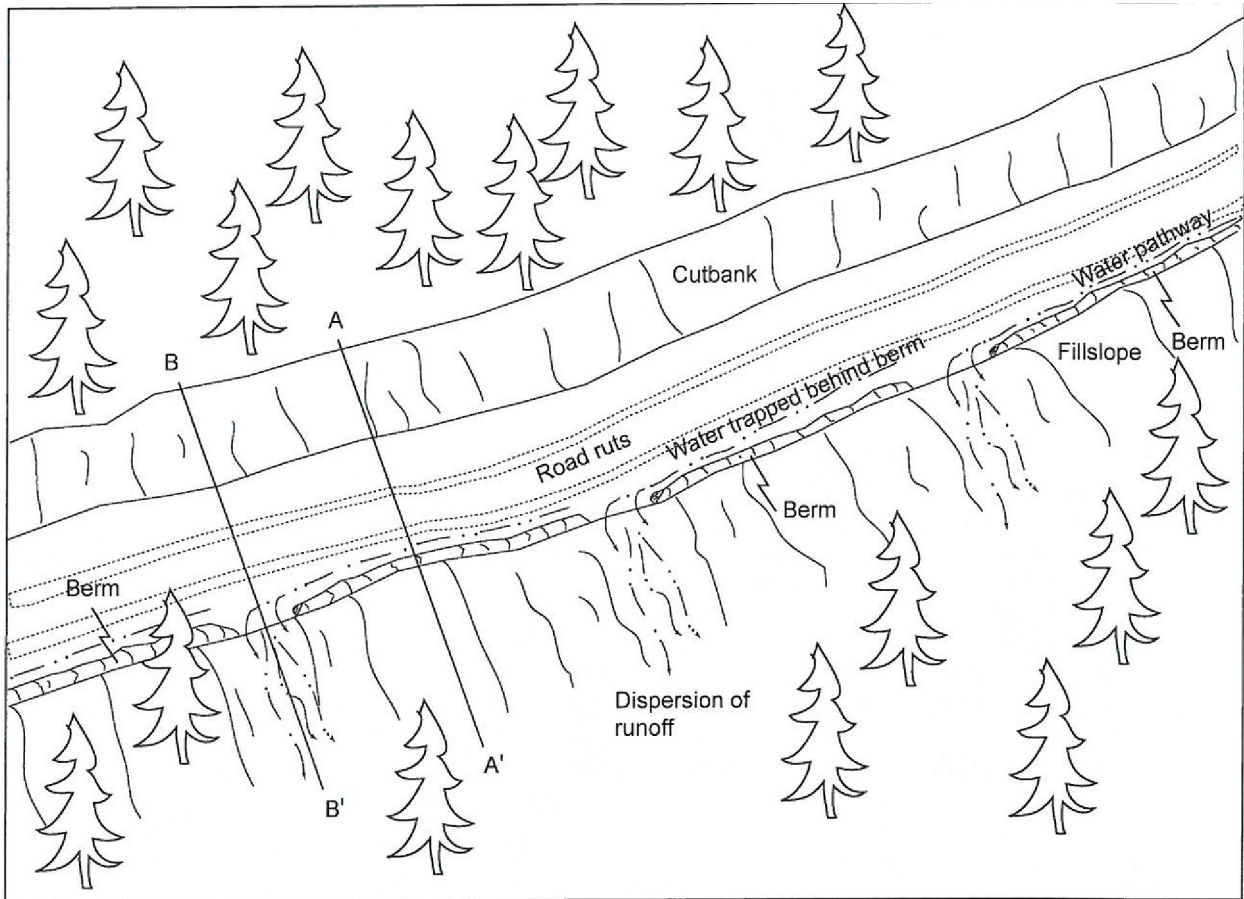 Water pathway
Cutbank
A
Berm
Fillslope
B
Water trapped behind berm
Road ruts
Berm
Berm
Dispersion of
runoff
A'
B'